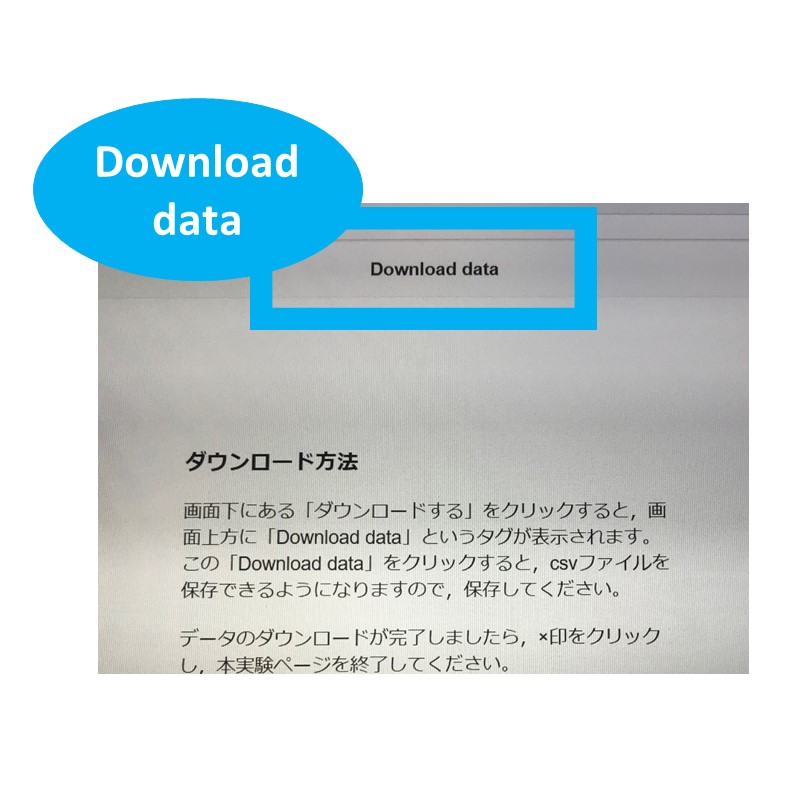 Download
data
Download data
ダウンロード方法
画面下にある「ダウンロードする」をクリックすると，画
面上方に「Download data」というタグが表示されます。
この「Download data」をクリックすると，csvファイルを
保存できるようになりますので，保存してください。
データのダウンロードが完了しましたら，×印をクリック
し，本実験ページを終了してください。